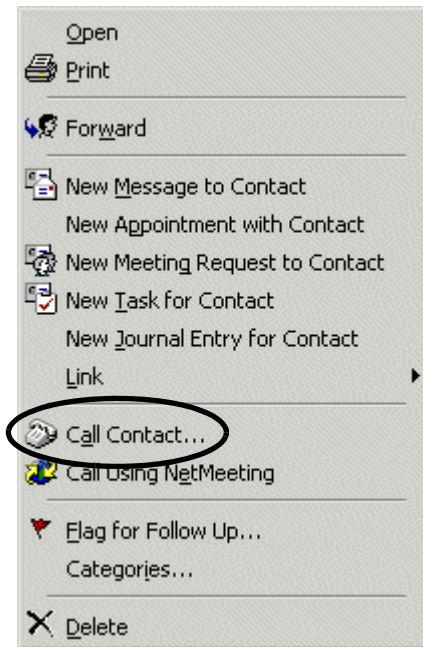 Open
Print
Forward
New Message to Contact
New Appointment with Contact
New Meeting Request to Contact
New Task for Contact
New Journal Entry for Contact
Link
Call Contact...
Call Using NetMeeting
Flag for Follow Up...
Categories...
Delete